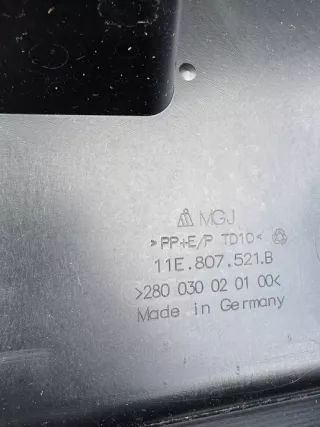 MGJ
>PP+E/P TD10<
11E.807.521.B
>280 030 02 01 00<
Made in Germany